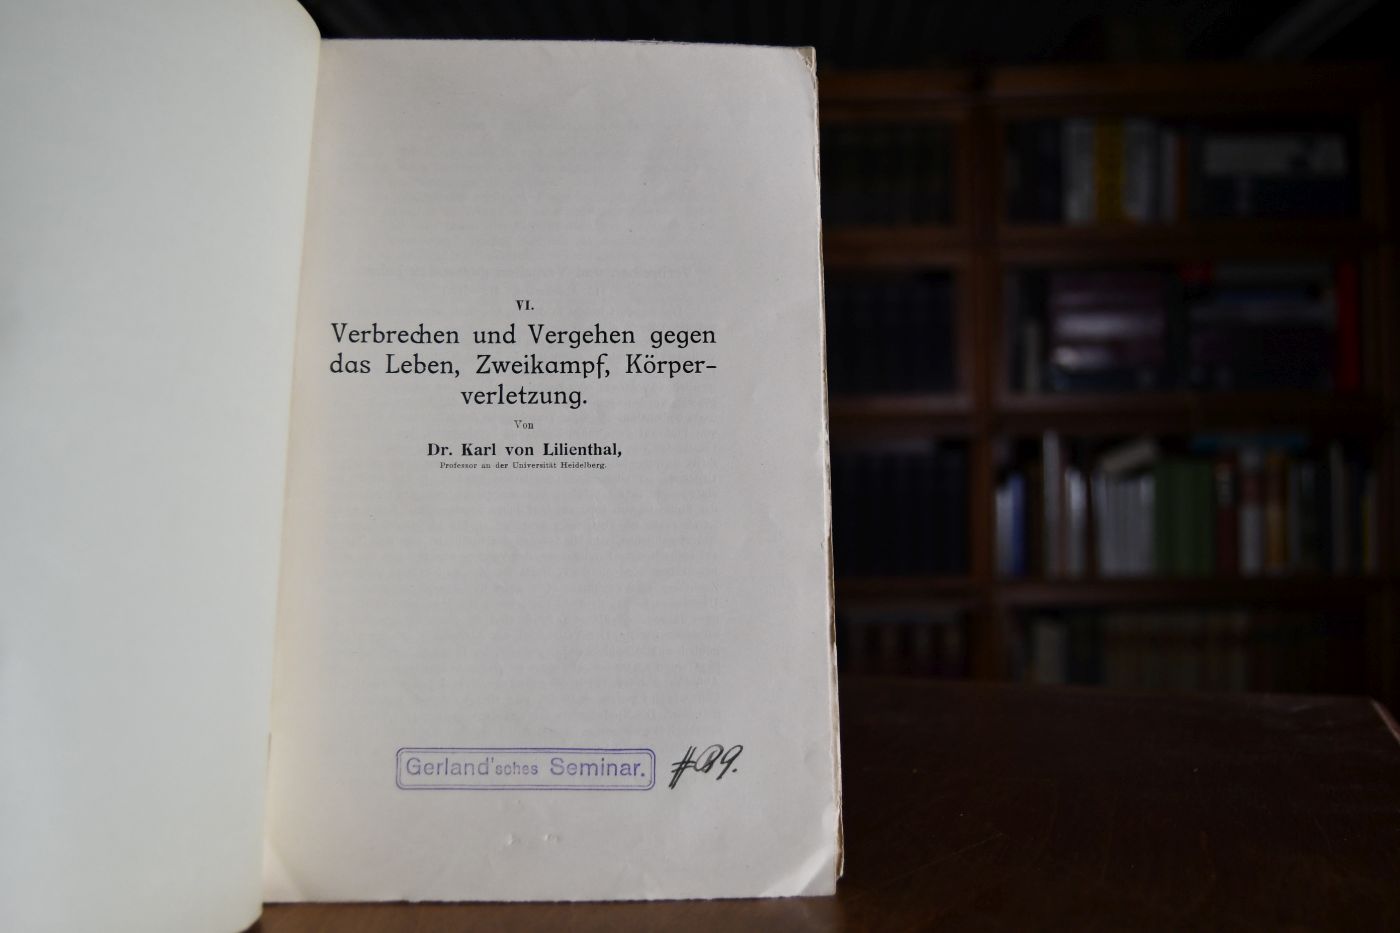 VI.
Verbrechen und Vergehen gegen
das Leben, Zweikampf, Körper-
verletzung.
Von
Dr. Karl von Lilienthal,
Professor an der Universität Heidelberg.
Gerland'sches Seminar.